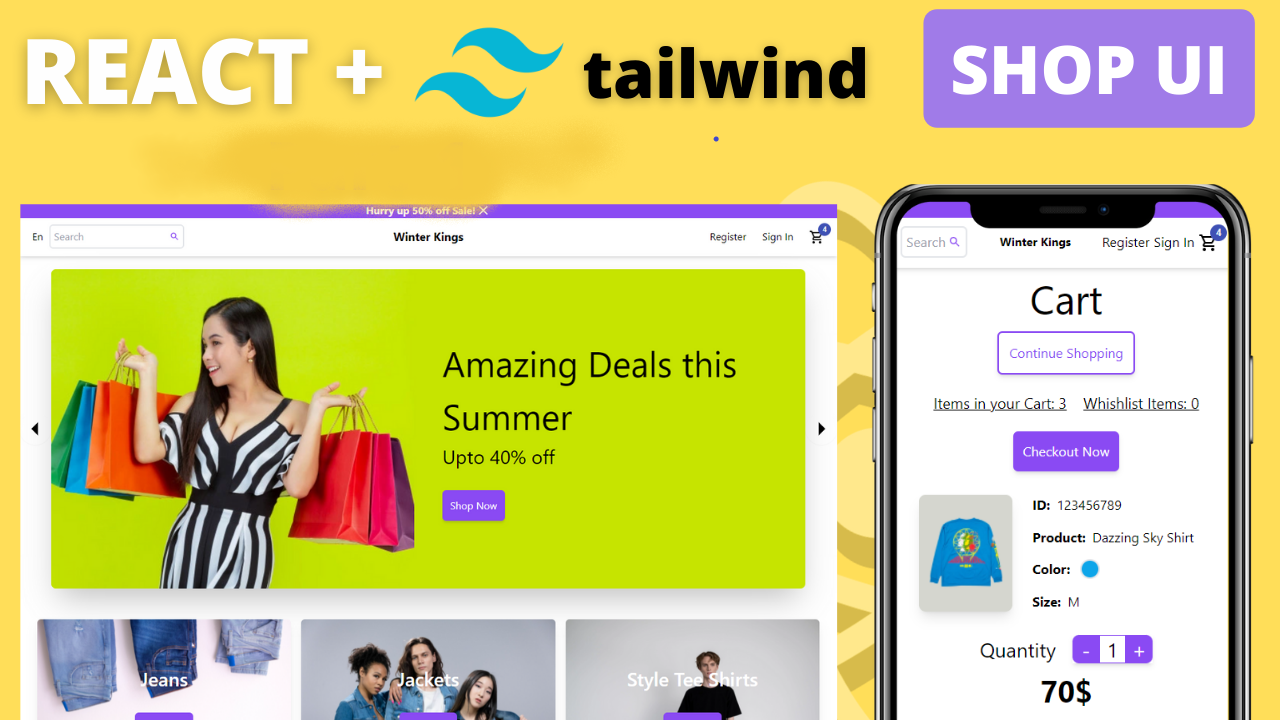 REACT + tailwind SHOP UI
Hurry up 50% off Sale! X
En Search Winter Kings Register Sign In 4
Amazing Deals this
Summer
Upto 40% off
Shop Now
Jeans Jackets Style Tee Shirts
Search Winter Kings Register Sign In 4
Cart
Continue Shopping
Items in your Cart: 3 Whishlist Items: 0
Checkout Now
ID: 123456789
Product: Dazzing Sky Shirt
Color:
Size: M
Quantity - 1 +
70$